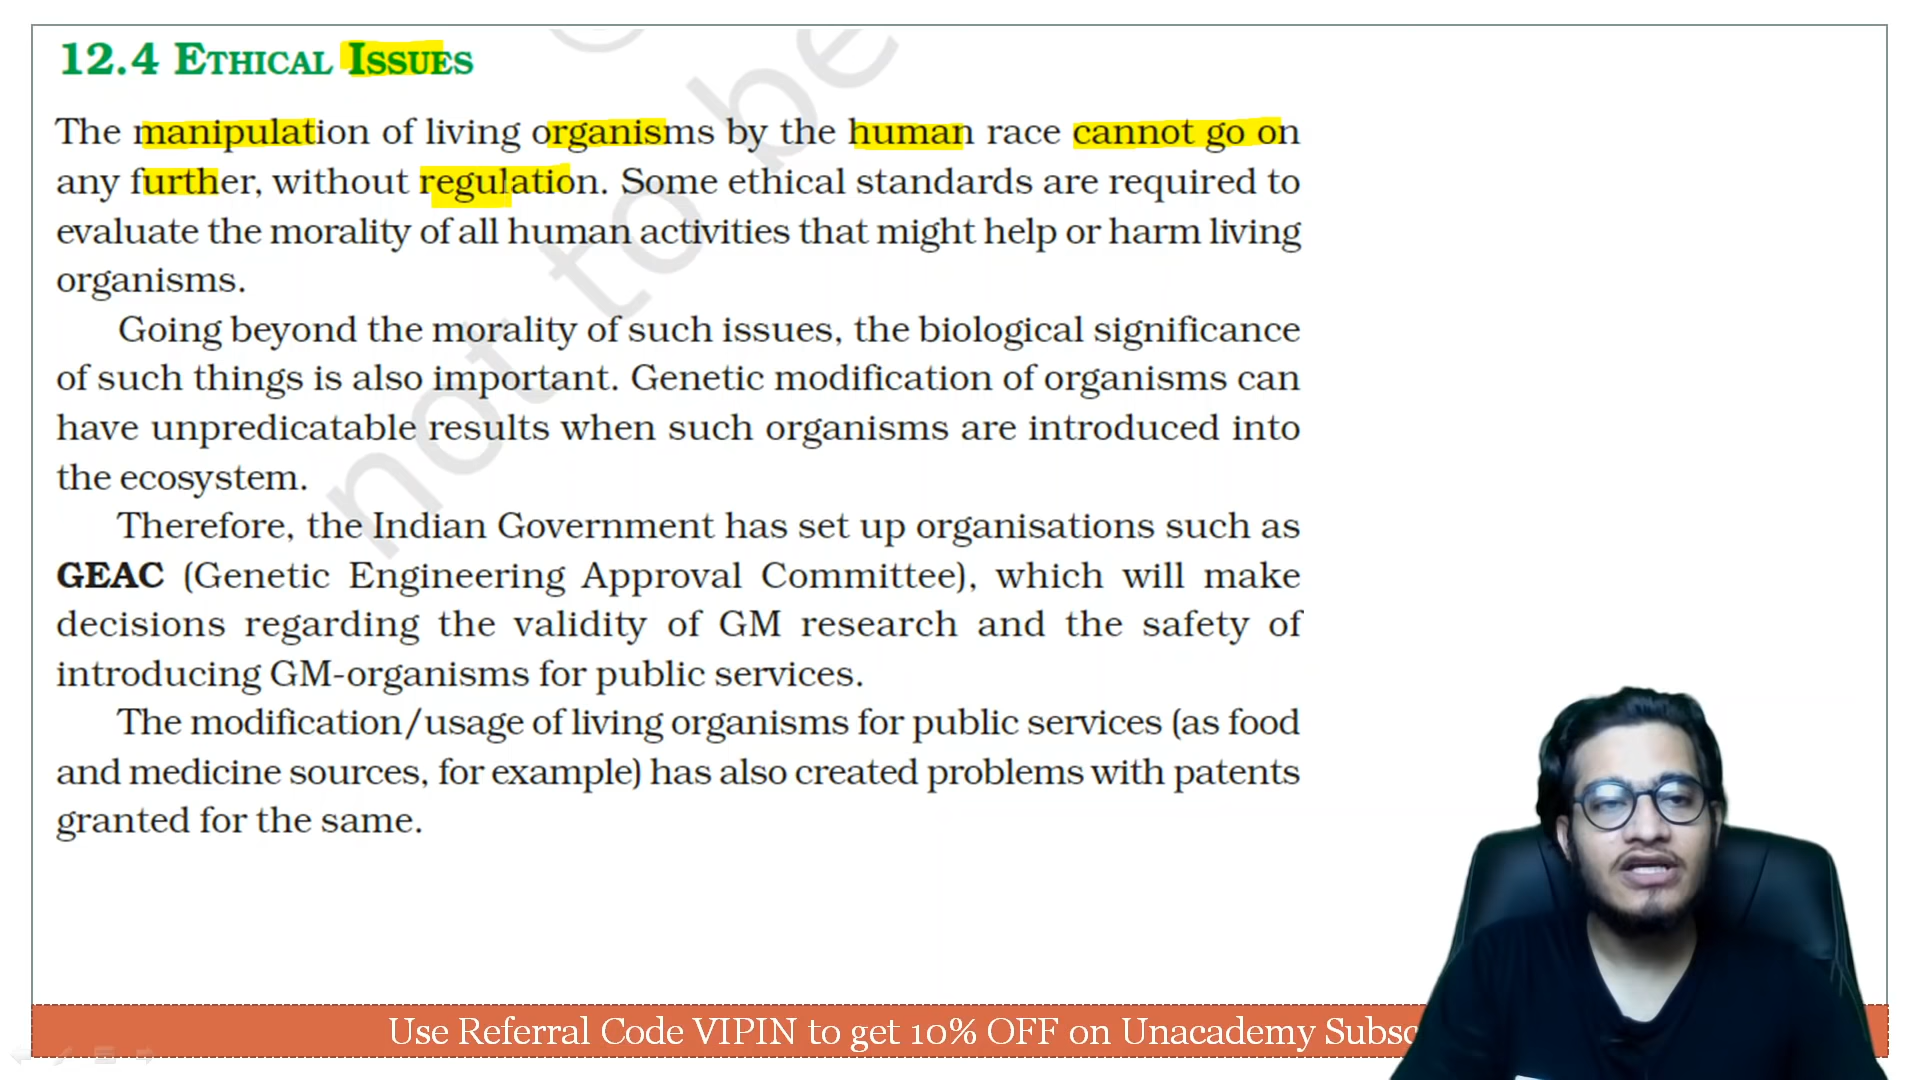 12.4 ETHICAL ISSUES
The manipulation of living organisms by the human race cannot go on
any further, without regulation. Some ethical standards are required to
evaluate the morality of all human activities that might help or harm living
organisms.
Going beyond the morality of such issues, the biological significance
of such things is also important. Genetic modification of organisms can
have unpredicatable results when such organisms are introduced into
the ecosystem.
Therefore, the Indian Government has set up organisations such as
GEAC (Genetic Engineering Approval Committee), which will make
decisions regarding the validity of GM research and the safety of
introducing GM-organisms for public services.
The modification/usage of living organisms for public services (as food
and medicine sources, for example) has also created problems with patents
granted for the same.
not to be
Use Referral Code VIPIN to get 10% OFF on Unacademy Subsc